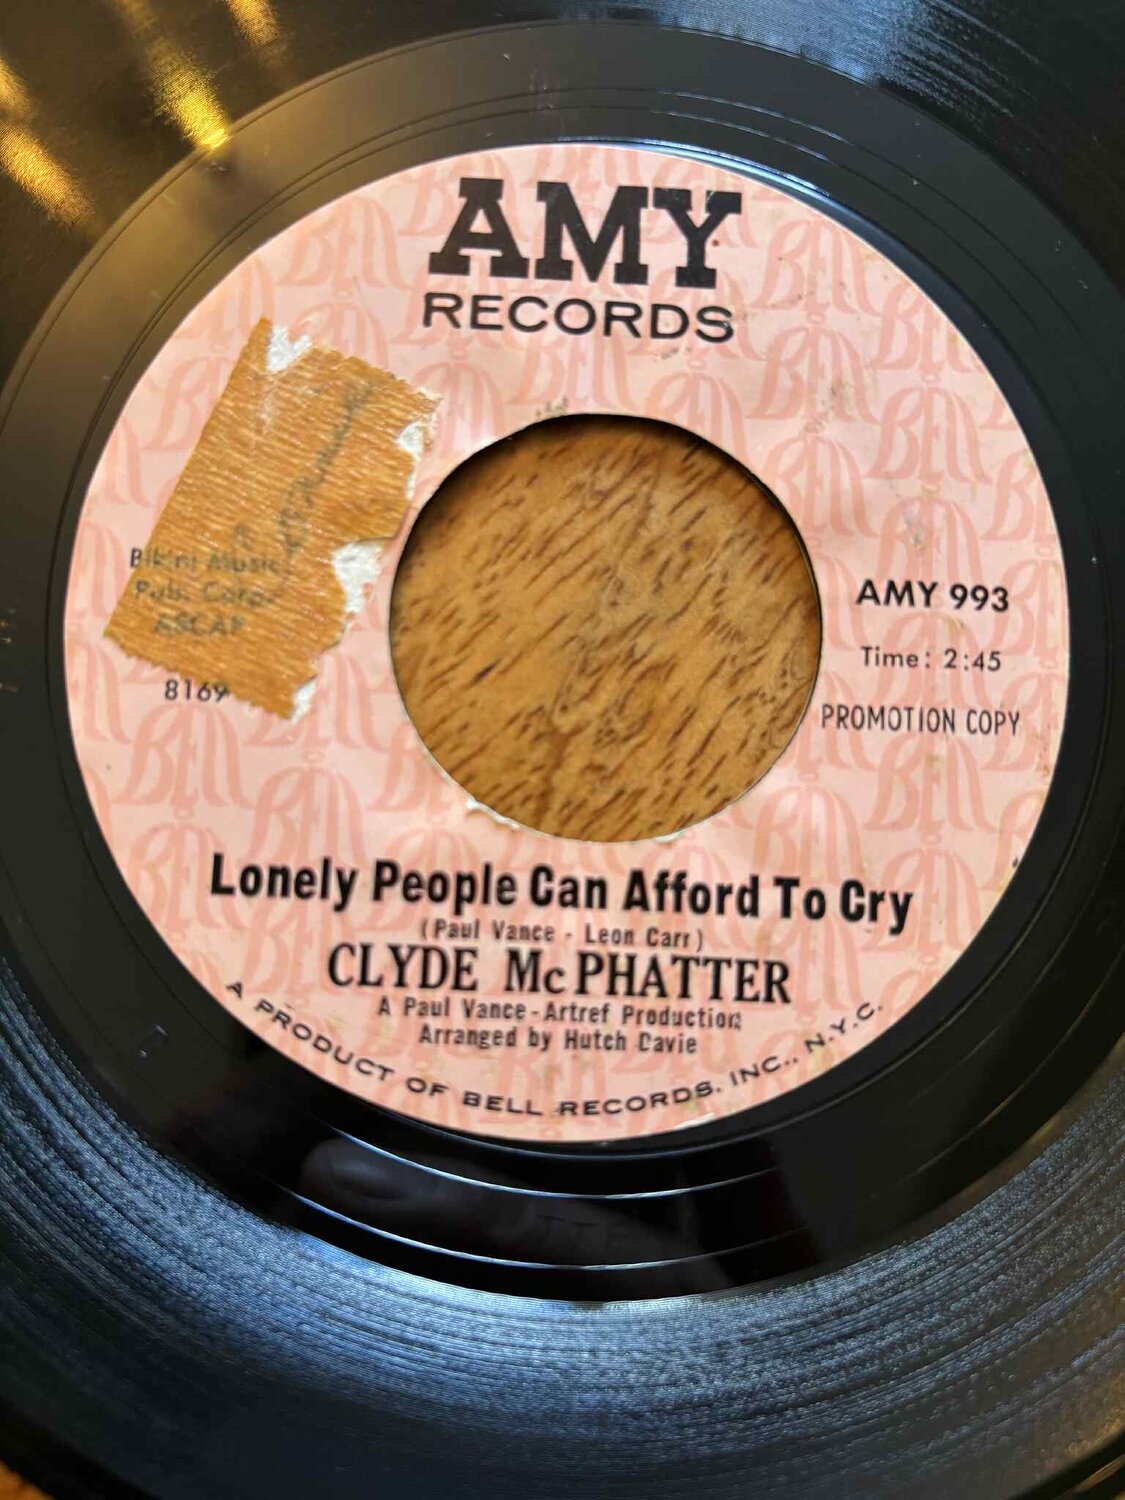 AMY
RECORDS
Bikini Music
Pub. Corp.
ASCAP
8169
AMY 993
Time: 2:45
PROMOTION COPY
Lonely People Can Afford To Cry
(Paul Vance - Leon Carr)
CLYDE McPHATTER
A Paul Vance-Artref Production
Arranged by Hutch Davie
A PRODUCT OF BELL RECORDS, INC., N.Y.C.